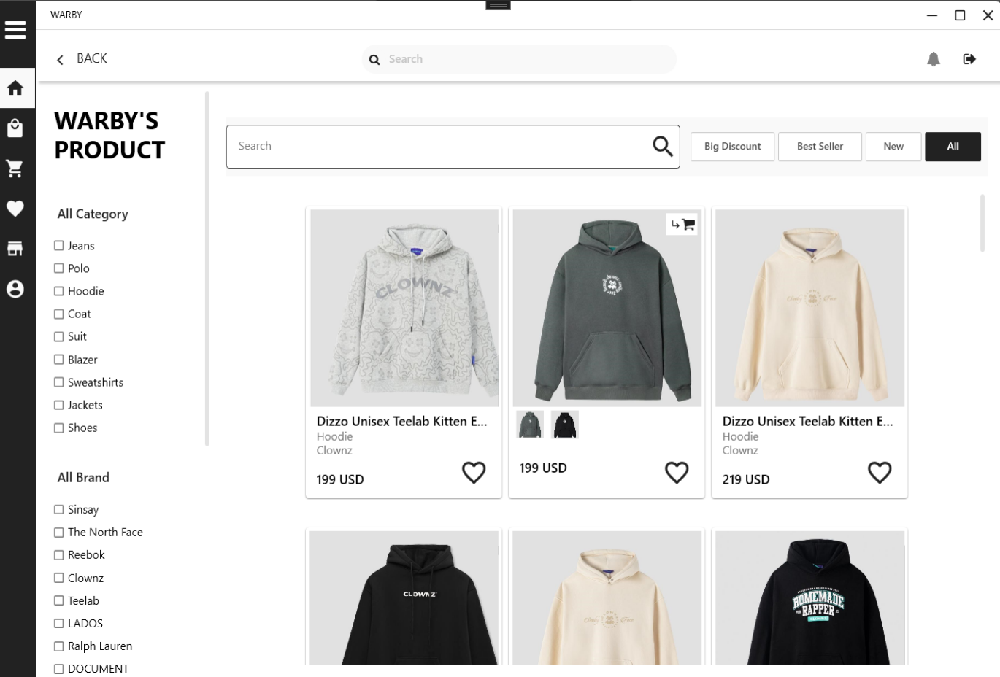 WARBY
BACK
Search
WARBY'S
PRODUCT
All Category
Jeans
Polo
Hoodie
Coat
Suit
Blazer
Sweatshirts
Jackets
Shoes
All Brand
Sinsay
The North Face
Reebok
Clownz
Teelab
LADOS
Ralph Lauren
DOCUMENT
Search
Big Discount
Best Seller
New
All
CLOWNZ
Dizzo Unisex Teelab Kitten E...
Hoodie
Clownz
199 USD
199 USD
Dizzo Unisex Teelab Kitten E...
Hoodie
Clownz
219 USD
CLOWNZ
HOMEMADE
RAPPER